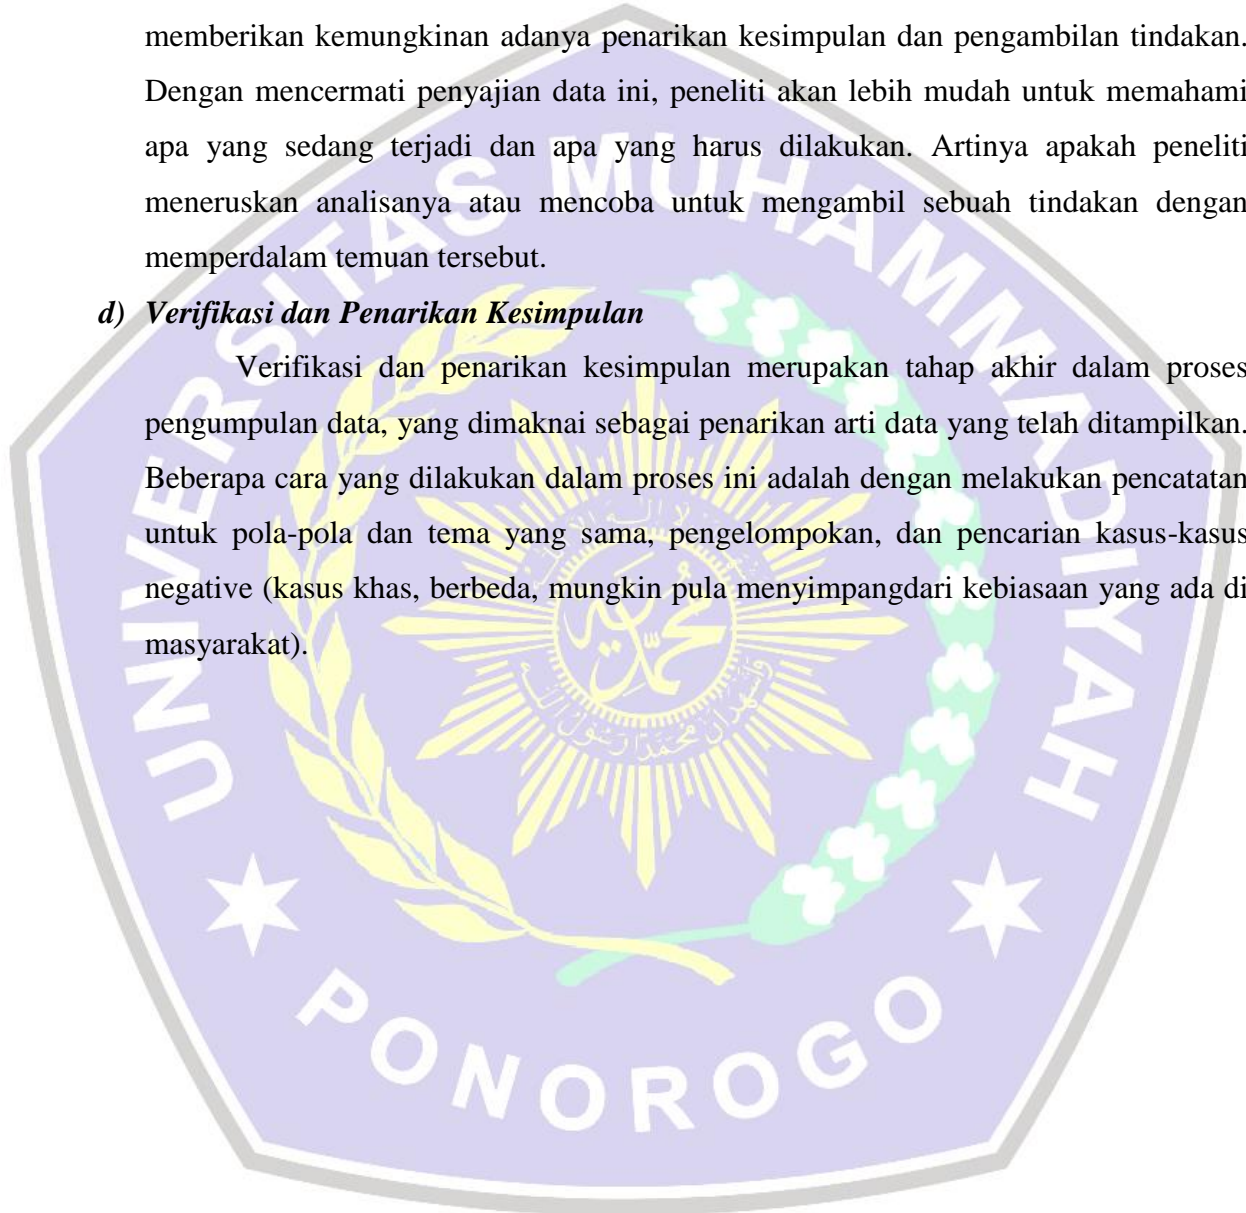 memberikan kemungkinan adanya penarikan kesimpulan dan pengambilan tindakan.
Dengan mencermati penyajian data ini, peneliti akan lebih mudah untuk memahami
apa yang sedang terjadi dan apa yang harus dilakukan. Artinya apakah peneliti
meneruskan analisanya atau mencoba untuk mengambil sebuah tindakan dengan
memperdalam temuan tersebut.
d) Verifikasi dan Penarikan Kesimpulan
Verifikasi dan penarikan kesimpulan merupakan tahap akhir dalam proses
pengumpulan data, yang dimaknai sebagai penarikan arti data yang telah ditampilkan.
Beberapa cara yang dilakukan dalam proses ini adalah dengan melakukan pencatatan
untuk pola-pola dan tema yang sama, pengelompokan, dan pencarian kasus-kasus
negative (kasus khas, berbeda, mungkin pula menyimpangdari kebiasaan yang ada di
masyarakat).
UNIVERSITAS MUHAMMADIYAH
PONOROGO
محمدية